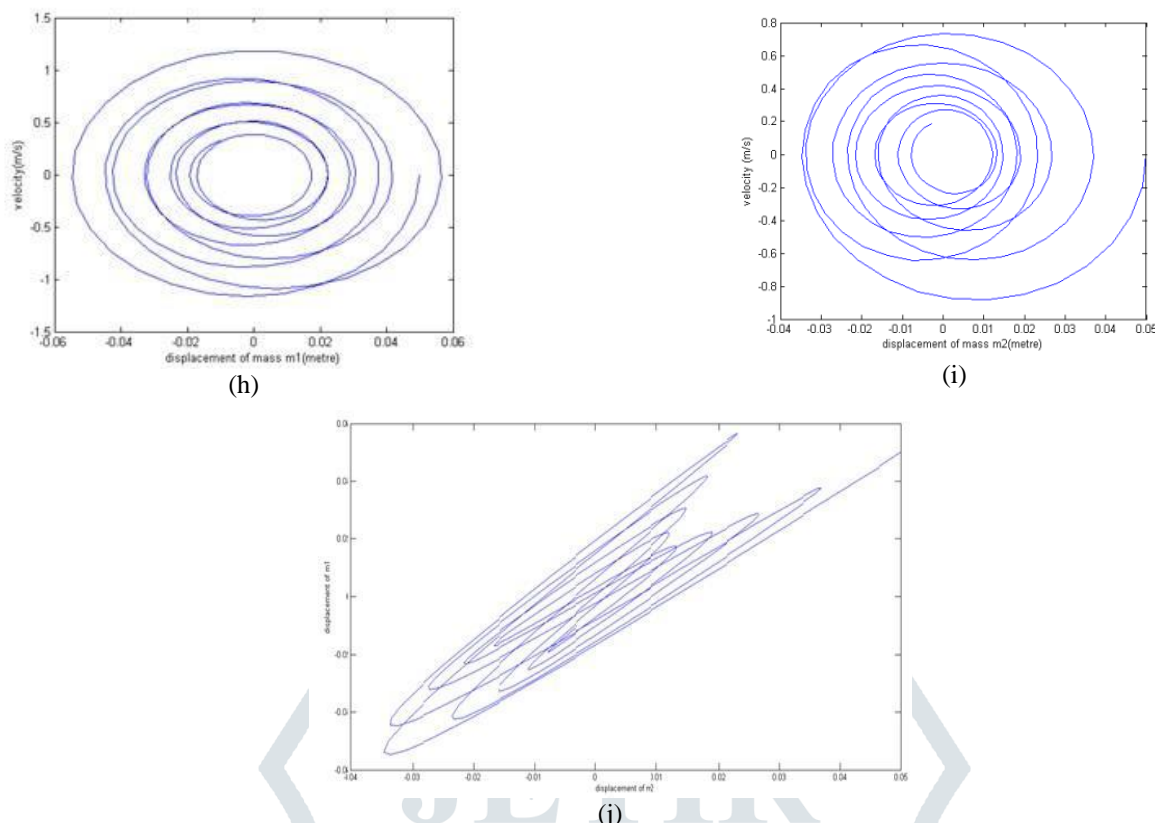 1.5
1
0.5
0
-0.5
-1
-1.5
velocity(m/s)
-0.06 -0.04 -0.02 0 0.02 0.04 0.06
displacement of mass m1(metre)
(h)
0.8
0.6
0.4
0.2
0
-0.2
-0.4
-0.6
-0.8
-1
velocity (m/s)
-0.04 -0.03 -0.02 -0.01 0 0.01 0.02 0.03 0.04 0.05
displacement of mass m2(metre)
(i)
displacement of m1
-0.03 -0.02 -0.01 0 0.01 0.02 0.03 0.04 0.05
displacement of m2
(j)
JETIR